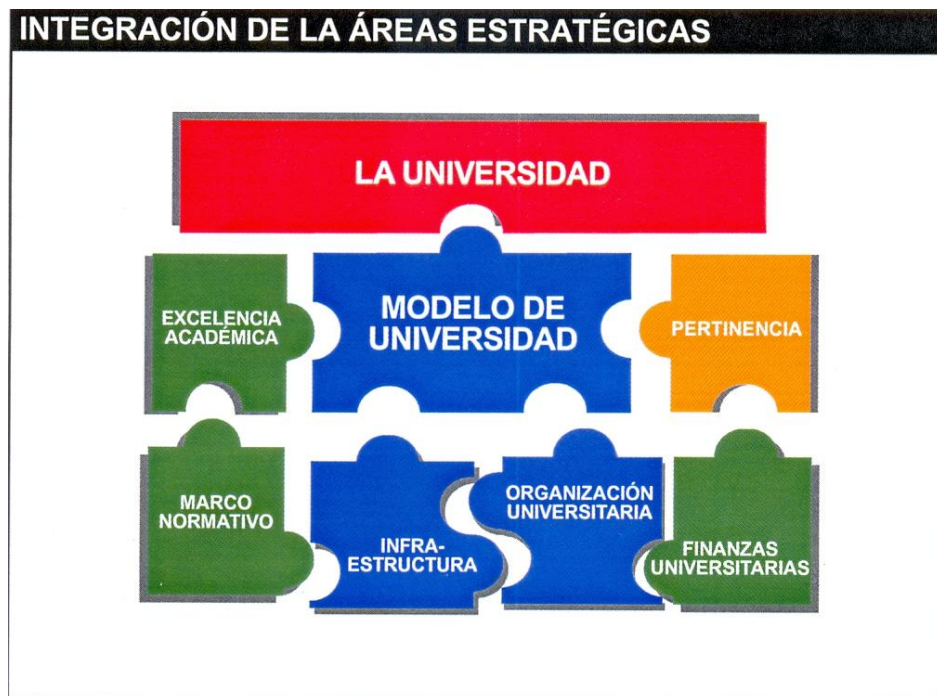 INTEGRACIÓN DE LA ÁREAS ESTRATÉGICAS
LA UNIVERSIDAD
EXCELENCIA
ACADÉMICA
MODELO DE
UNIVERSIDAD
PERTINENCIA
MARCO
NORMATIVO
INFRA-
ESTRUCTURA
ORGANIZACIÓN
UNIVERSITARIA
FINANZAS
UNIVERSITARIAS